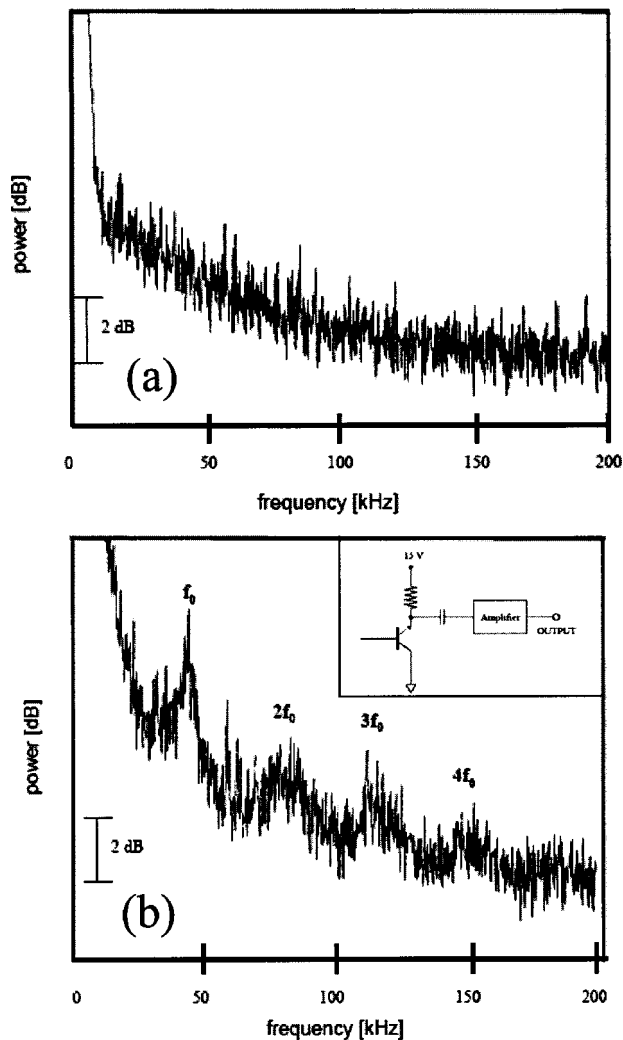 power [dB]
2 dB
(a)
0 50 100 150 200
frequency [kHz]
15 V
Amplifier
OUTPUT
f₀
2f₀
3f₀
4f₀
power [dB]
2 dB
(b)
0 50 100 150 200
frequency [kHz]